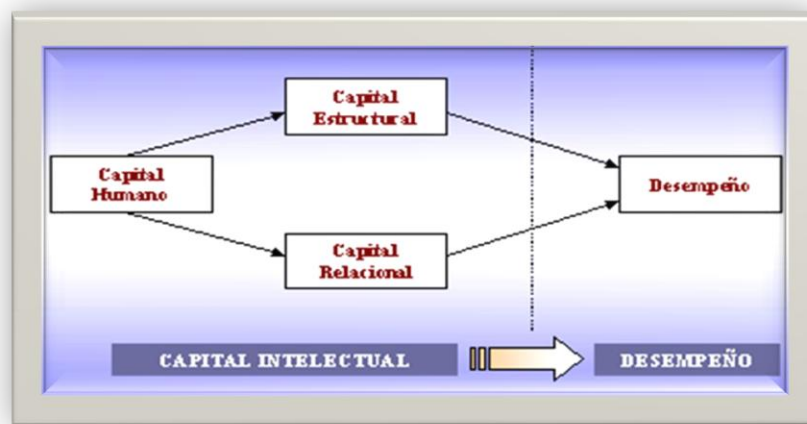 Capital
Estructural
Capital
Humano
Desempeño
Capital
Relacional
CAPITAL INTELECTUAL
DESEMPEÑO